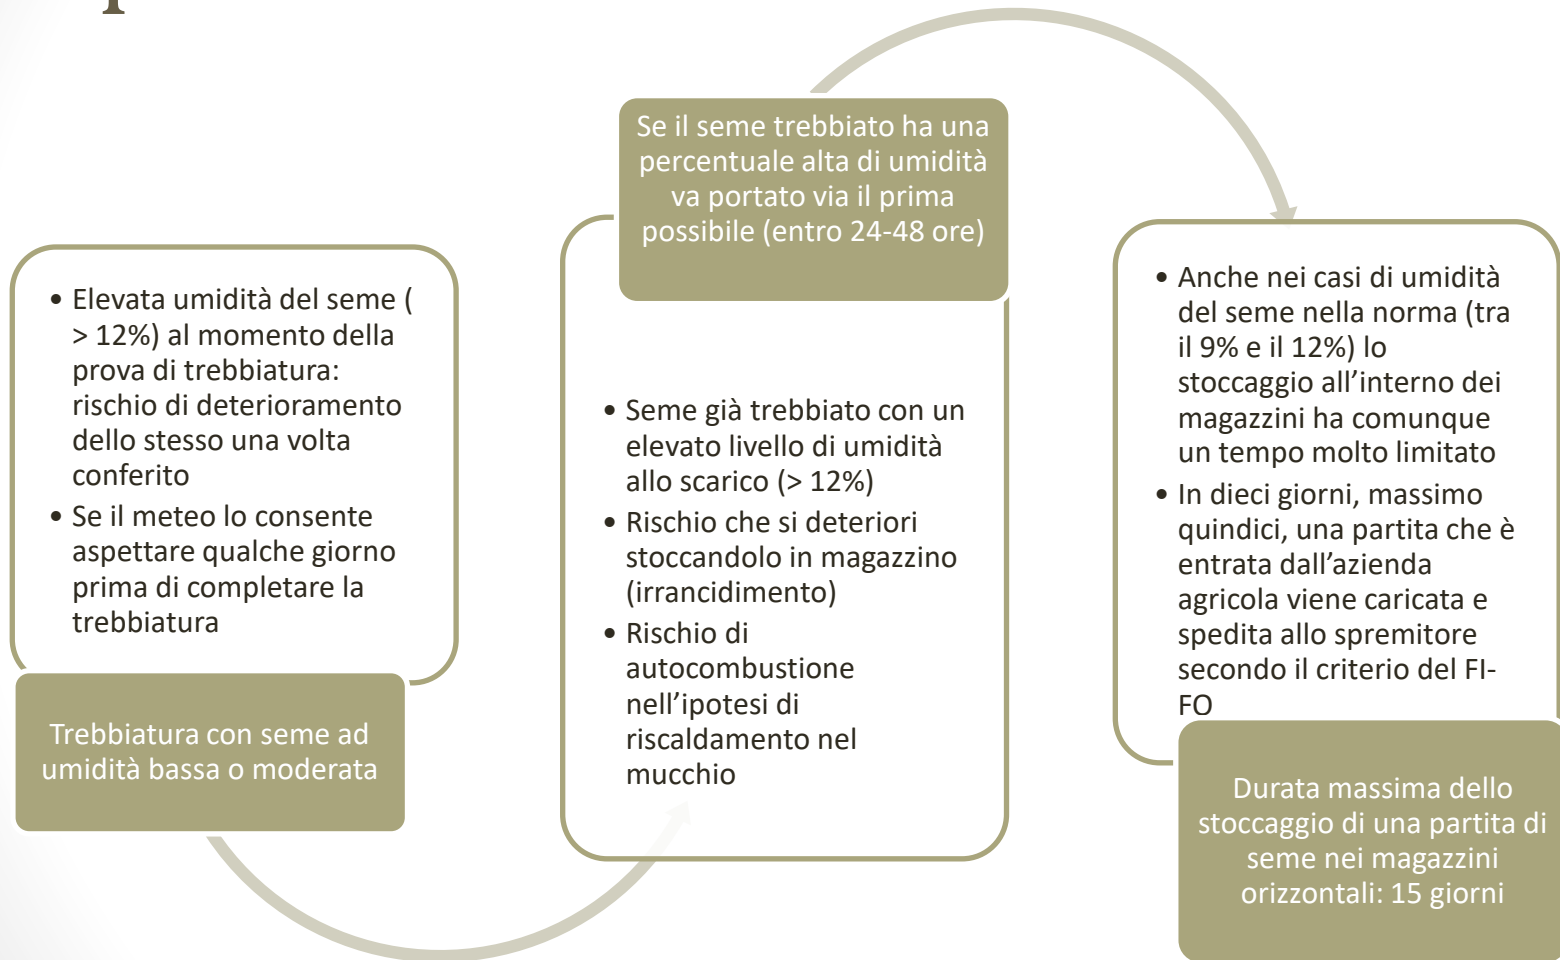 • Elevata umidità del seme (
> 12%) al momento della
prova di trebbiatura:
rischio di deterioramento
dello stesso una volta
conferito
• Se il meteo lo consente
aspettare qualche giorno
prima di completare la
trebbiatura
Trebbiatura con seme ad
umidità bassa o moderata
Se il seme trebbiato ha una
percentuale alta di umidità
va portato via il prima
possibile (entro 24-48 ore)
• Seme già trebbiato con un
elevato livello di umidità
allo scarico (> 12%)
• Rischio che si deteriori
stoccandolo in magazzino
(irrancidimento)
• Rischio di
autocombustione
nell’ipotesi di
riscaldamento nel
mucchio
• Anche nei casi di umidità
del seme nella norma (tra
il 9% e il 12%) lo
stoccaggio all’interno dei
magazzini ha comunque
un tempo molto limitato
• In dieci giorni, massimo
quindici, una partita che è
entrata dall’azienda
agricola viene caricata e
spedita allo spremitore
secondo il criterio del FI-
FO
Durata massima dello
stoccaggio di una partita di
seme nei magazzini
orizzontali: 15 giorni